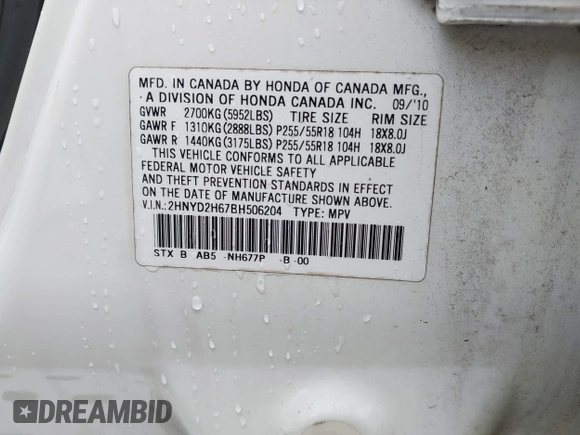 MFD. IN CANADA BY HONDA OF CANADA MFG.,
A DIVISION OF HONDA CANADA INC. 09/'10
GVWR 2700KG(5952LBS) TIRE SIZE RIM SIZE
GAWR F 1310KG(2888LBS) P255/55R18 104H 18X8.0J
GAWR R 1440KG(3175LBS) P255/55R18 104H 18X8.0J
THIS VEHICLE CONFORMS TO ALL APPLICABLE
FEDERAL MOTOR VEHICLE SAFETY
AND THEFT PREVENTION STANDARDS IN EFFECT
ON THE DATE OF MANUFACTURE SHOWN ABOVE.
V.I.N.: 2HNYD2H67BH506204 TYPE: MPV
STX B AB5 -NH677P -B-00
DREAMBID